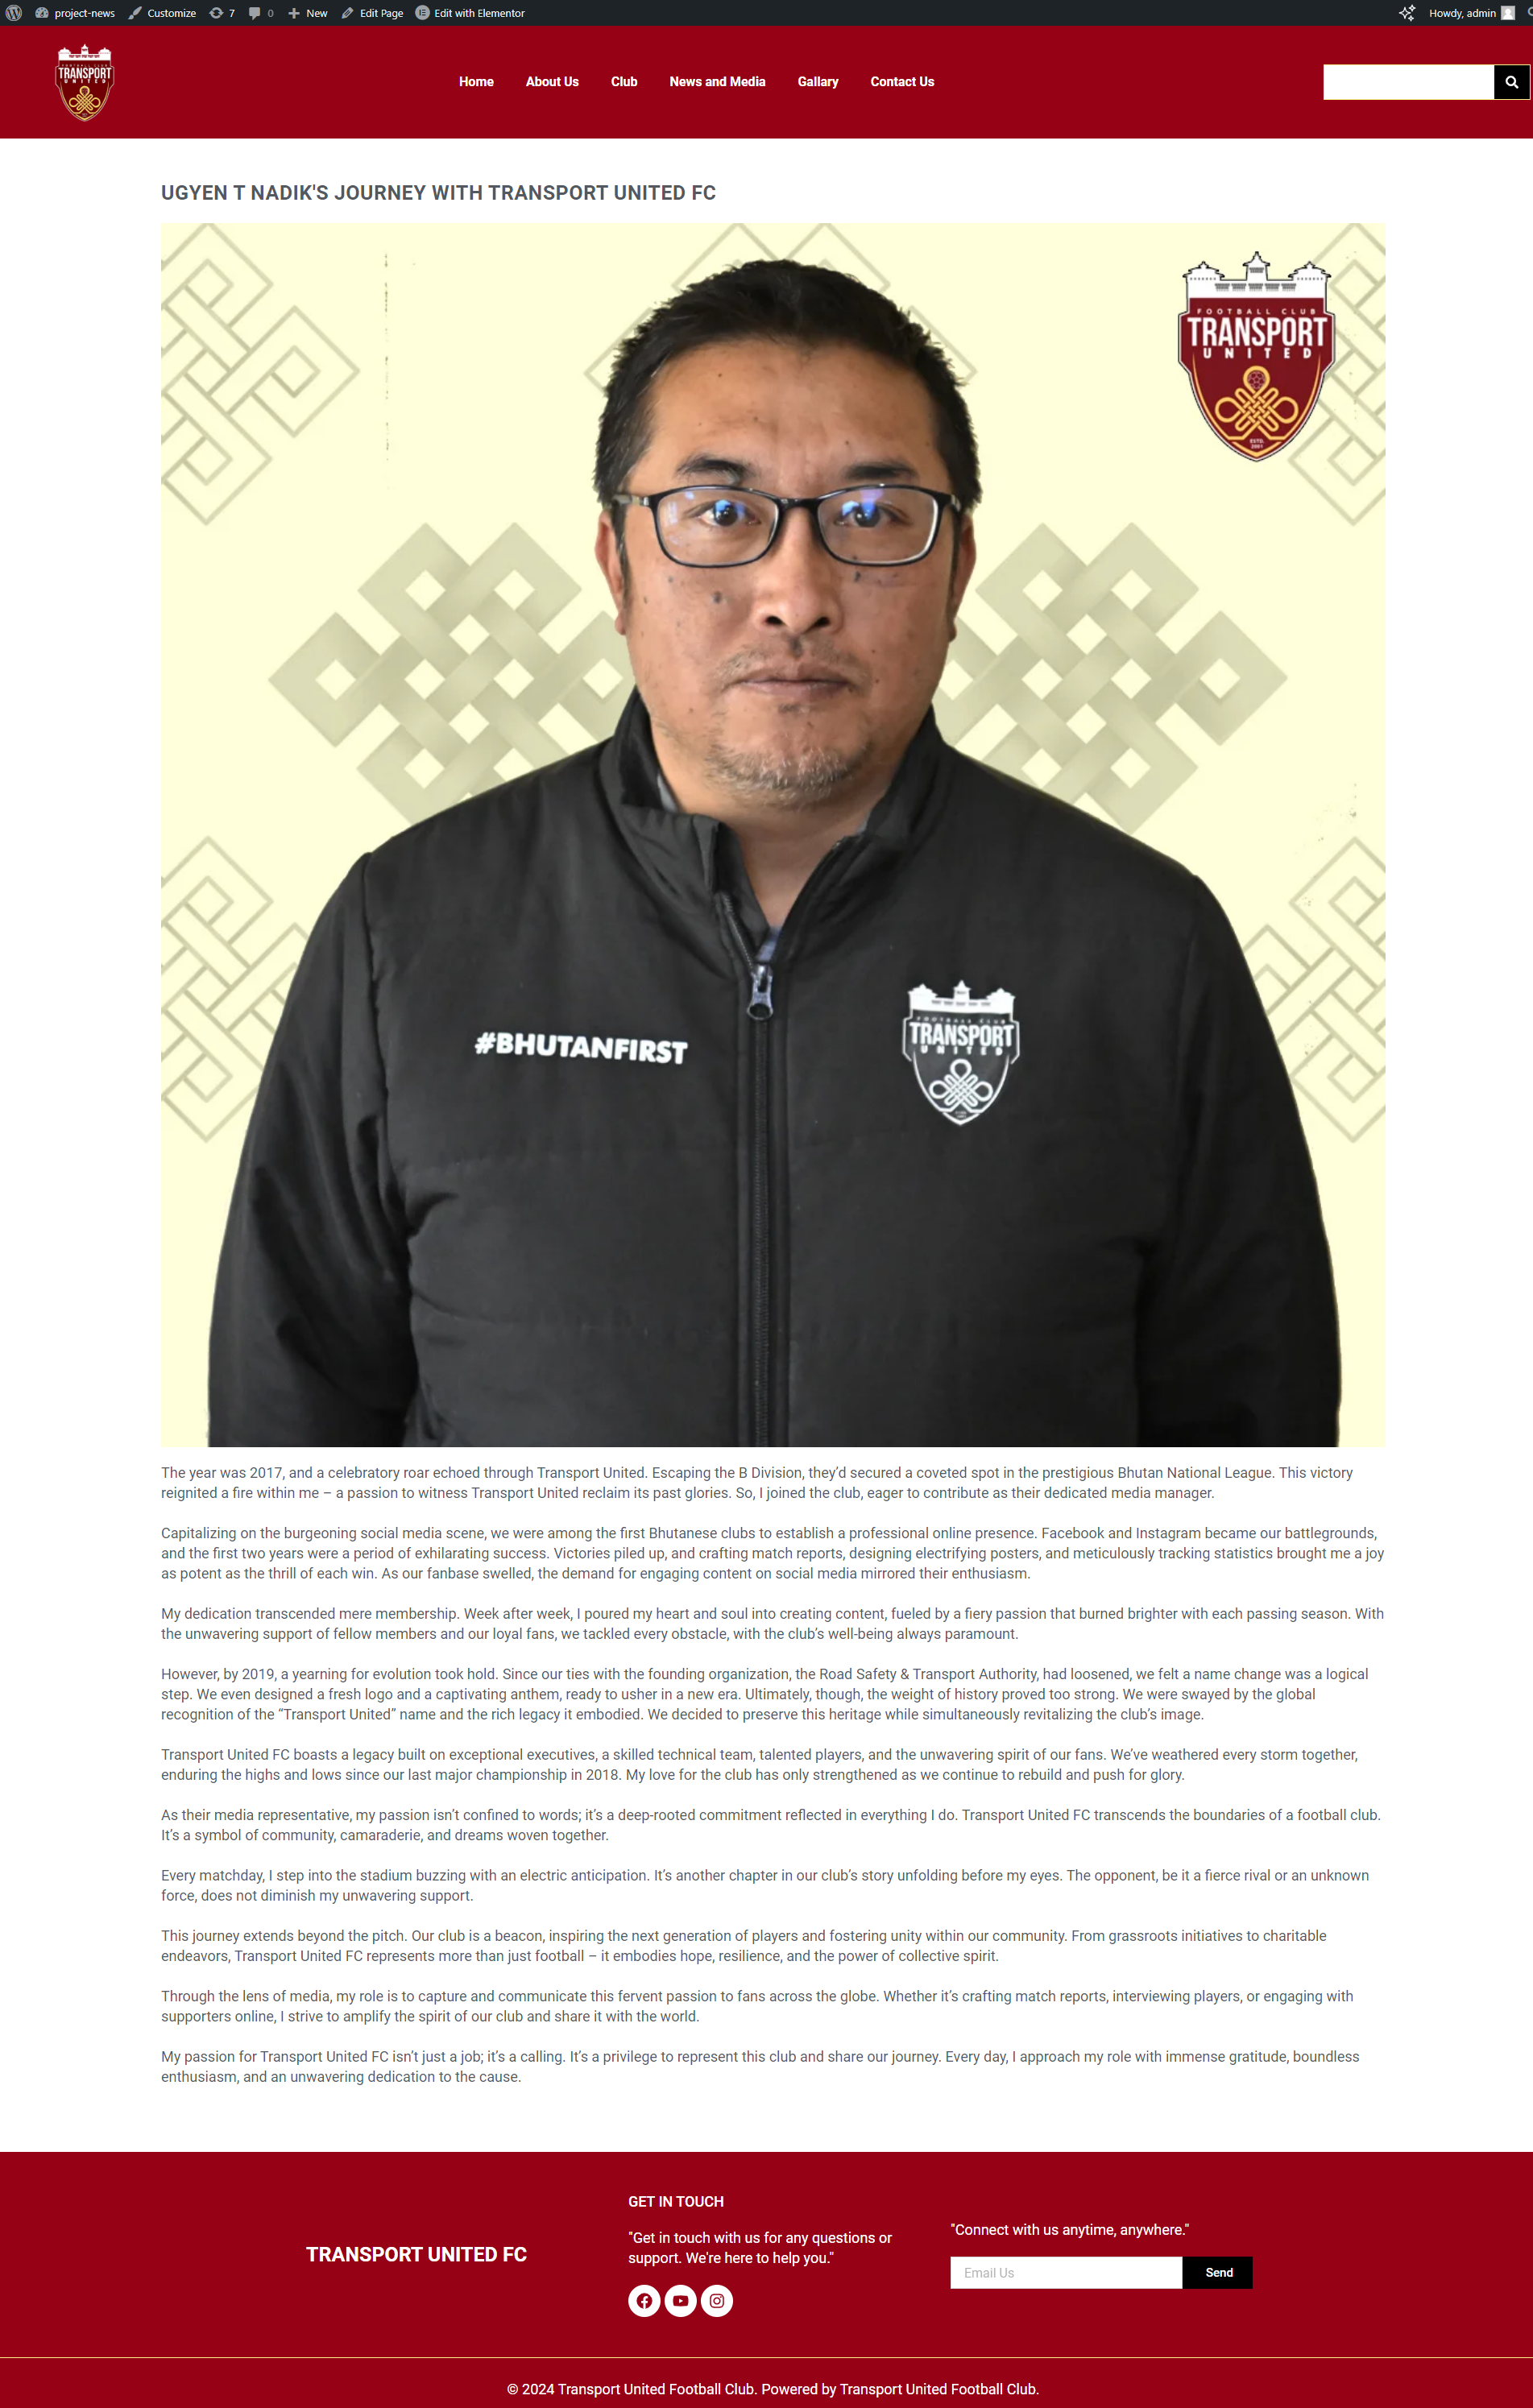 project-news Customize 7 0 New Edit Page Edit with Elementor Howdy, admin
TRANSPORT
UNITED
Home About Us Club News and Media Gallary Contact Us
UGYEN T NADIK'S JOURNEY WITH TRANSPORT UNITED FC
FOOTBALL CLUB
TRANSPORT
UNITED
ESTD.
2001
#BHUTANFIRST
FOOTBALL CLUB
TRANSPORT
UNITED
The year was 2017, and a celebratory roar echoed through Transport United. Escaping the B Division, they’d secured a coveted spot in the prestigious Bhutan National League. This victory
reignited a fire within me – a passion to witness Transport United reclaim its past glories. So, I joined the club, eager to contribute as their dedicated media manager.
Capitalizing on the burgeoning social media scene, we were among the first Bhutanese clubs to establish a professional online presence. Facebook and Instagram became our battlegrounds,
and the first two years were a period of exhilarating success. Victories piled up, and crafting match reports, designing electrifying posters, and meticulously tracking statistics brought me a joy
as potent as the thrill of each win. As our fanbase swelled, the demand for engaging content on social media mirrored their enthusiasm.
My dedication transcended mere membership. Week after week, I poured my heart and soul into creating content, fueled by a fiery passion that burned brighter with each passing season. With
the unwavering support of fellow members and our loyal fans, we tackled every obstacle, with the club’s well-being always paramount.
However, by 2019, a yearning for evolution took hold. Since our ties with the founding organization, the Road Safety & Transport Authority, had loosened, we felt a name change was a logical
step. We even designed a fresh logo and a captivating anthem, ready to usher in a new era. Ultimately, though, the weight of history proved too strong. We were swayed by the global
recognition of the “Transport United” name and the rich legacy it embodied. We decided to preserve this heritage while simultaneously revitalizing the club’s image.
Transport United FC boasts a legacy built on exceptional executives, a skilled technical team, talented players, and the unwavering spirit of our fans. We’ve weathered every storm together,
enduring the highs and lows since our last major championship in 2018. My love for the club has only strengthened as we continue to rebuild and push for glory.
As their media representative, my passion isn’t confined to words; it’s a deep-rooted commitment reflected in everything I do. Transport United FC transcends the boundaries of a football club.
It’s a symbol of community, camaraderie, and dreams woven together.
Every matchday, I step into the stadium buzzing with an electric anticipation. It’s another chapter in our club’s story unfolding before my eyes. The opponent, be it a fierce rival or an unknown
force, does not diminish my unwavering support.
This journey extends beyond the pitch. Our club is a beacon, inspiring the next generation of players and fostering unity within our community. From grassroots initiatives to charitable
endeavors, Transport United FC represents more than just football – it embodies hope, resilience, and the power of collective spirit.
Through the lens of media, my role is to capture and communicate this fervent passion to fans across the globe. Whether it’s crafting match reports, interviewing players, or engaging with
supporters online, I strive to amplify the spirit of our club and share it with the world.
My passion for Transport United FC isn’t just a job; it’s a calling. It’s a privilege to represent this club and share our journey. Every day, I approach my role with immense gratitude, boundless
enthusiasm, and an unwavering dedication to the cause.
TRANSPORT UNITED FC
GET IN TOUCH
"Get in touch with us for any questions or
support. We're here to help you."
"Connect with us anytime, anywhere."
Email Us Send
© 2024 Transport United Football Club. Powered by Transport United Football Club.